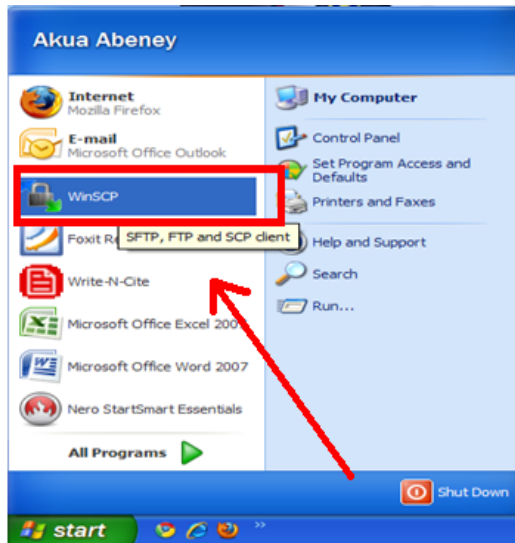 Akua Abeney
Internet
Mozilla Firefox
E-mail
Microsoft Office Outlook
WinSCP
SFTP, FTP and SCP client
Foxit
Write-N-Cite
Microsoft Office Excel
Microsoft Office Word 2007
Nero StartSmart Essentials
All Programs
My Computer
Control Panel
Set Program Access and
Defaults
Printers and Faxes
Help and Support
Search
Run...
Shut Down
start